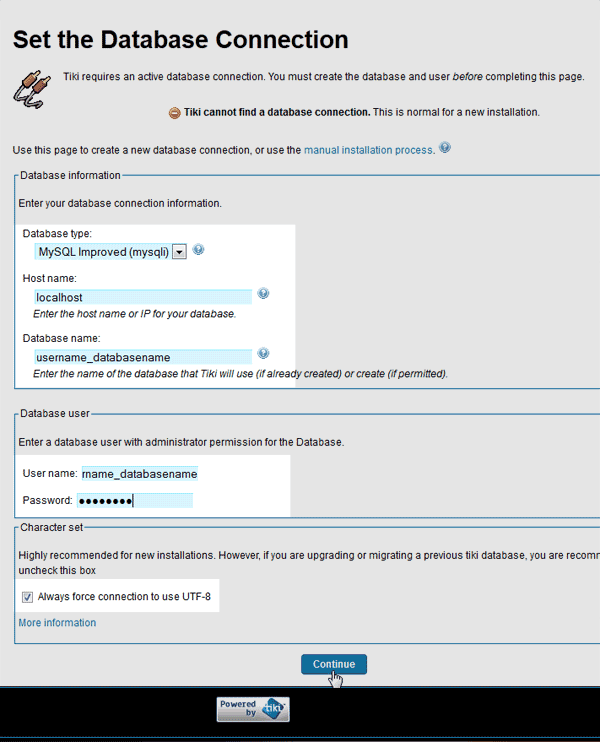 Set the Database Connection
Tiki requires an active database connection. You must create the database and user before completing this page.
Tiki cannot find a database connection. This is normal for a new installation.
Use this page to create a new database connection, or use the manual installation process.
Database information
Enter your database connection information.
Database type:
MySQL Improved (mysqli)
Host name:
localhost
Enter the host name or IP for your database.
Database name:
username_databasename
Enter the name of the database that Tiki will use (if already created) or create (if permitted).
Database user
Enter a database user with administrator permission for the Database.
User name: rname_databasename
Password: ●●●●●●●●
Character set
Highly recommended for new installations. However, if you are upgrading or migrating a previous tiki database, you are recom
uncheck this box
Always force connection to use UTF-8
More information
Continue
Powered
by tiki